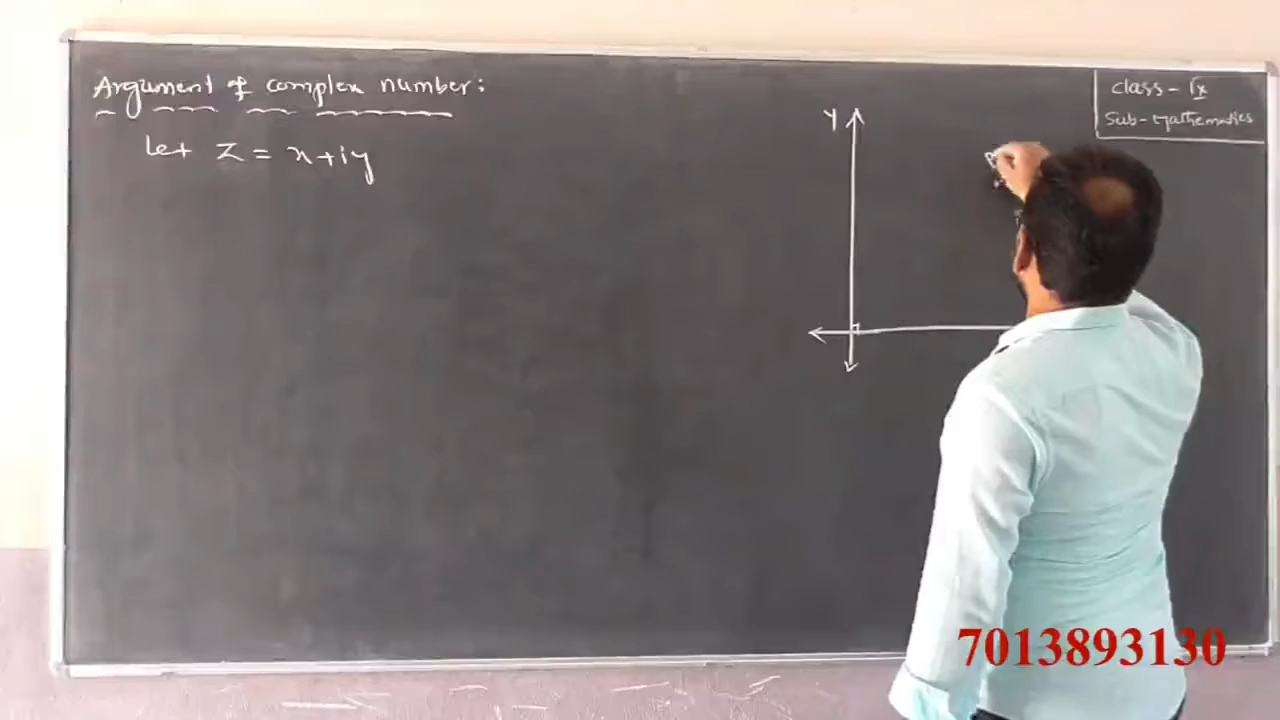 Argument of complex number:
Let z = x+iy
Y
P
Class - IX
Sub - Mathematics
7013893130